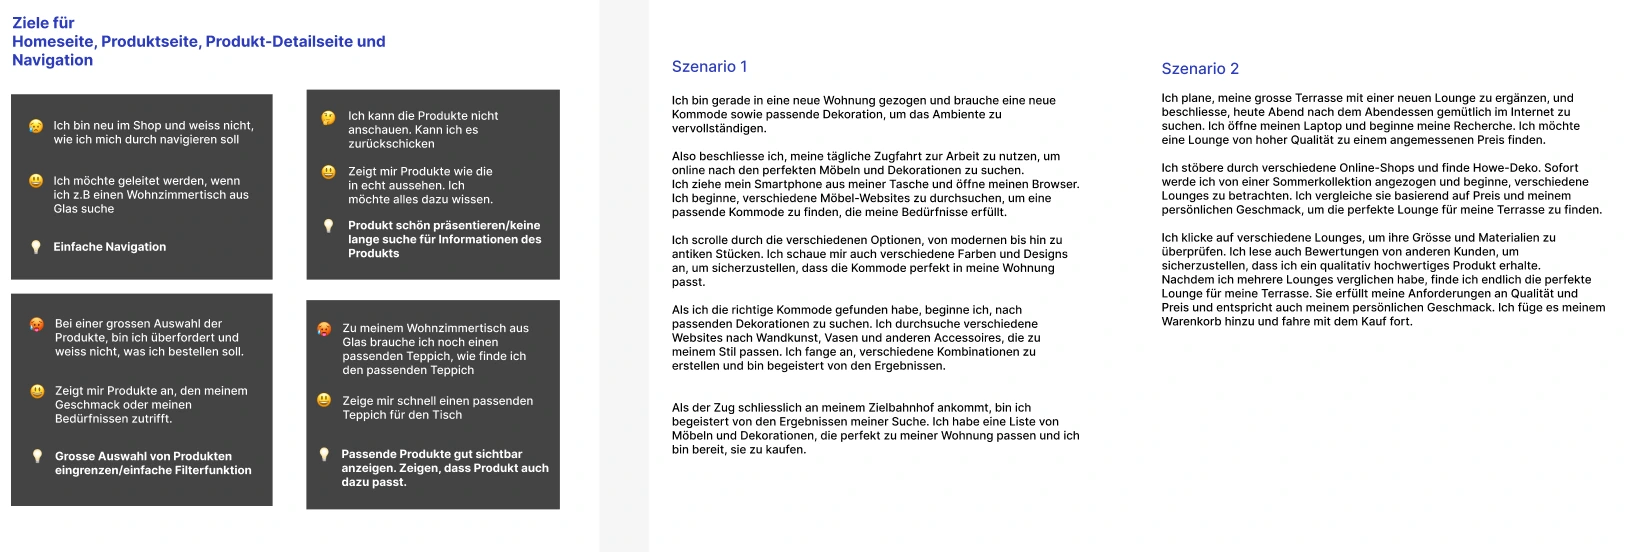 Ziele für
Homeseite, Produktseite, Produkt-Detailseite und
Navigation
Ich bin neu im Shop und weiss nicht,
wie ich mich durch navigieren soll
Ich möchte geleitet werden, wenn
ich z.B einen Wohnzimmertisch aus
Glas suche
Einfache Navigation
Ich kann die Produkte nicht
anschauen. Kann ich es
zurückschicken
Zeigt mir Produkte wie die
in echt aussehen. Ich
möchte alles dazu wissen.
Produkt schön präsentieren/keine
lange suche für Informationen des
Produkts
Bei einer grossen Auswahl der
Produkte, bin ich überfordert und
weiss nicht, was ich bestellen soll.
Zeigt mir Produkte an, den meinem
Geschmack oder meinen
Bedürfnissen zutrifft.
Grosse Auswahl von Produkten
eingrenzen/einfache Filterfunktion
Zu meinem Wohnzimmertisch aus
Glas brauche ich noch einen
passenden Teppich, wie finde ich
den passenden Teppich
Zeige mir schnell einen passenden
Teppich für den Tisch
Passende Produkte gut sichtbar
anzeigen. Zeigen, dass Produkt auch
dazu passt.
Szenario 1
Ich bin gerade in eine neue Wohnung gezogen und brauche eine neue
Kommode sowie passende Dekoration, um das Ambiente zu
vervollständigen.
Also beschliesse ich, meine tägliche Zugfahrt zur Arbeit zu nutzen, um
online nach den perfekten Möbeln und Dekorationen zu suchen.
Ich ziehe mein Smartphone aus meiner Tasche und öffne meinen Browser.
Ich beginne, verschiedene Möbel-Websites zu durchsuchen, um eine
passende Kommode zu finden, die meine Bedürfnisse erfüllt.
Ich scrolle durch die verschiedenen Optionen, von modernen bis hin zu
antiken Stücken. Ich schaue mir auch verschiedene Farben und Designs
an, um sicherzustellen, dass die Kommode perfekt in meine Wohnung
passt.
Als ich die richtige Kommode gefunden habe, beginne ich, nach
passenden Dekorationen zu suchen. Ich durchsuche verschiedene
Websites nach Wandkunst, Vasen und anderen Accessoires, die zu
meinem Stil passen. Ich fange an, verschiedene Kombinationen zu
erstellen und bin begeistert von den Ergebnissen.
Als der Zug schliesslich an meinem Zielbahnhof ankommt, bin ich
begeistert von den Ergebnissen meiner Suche. Ich habe eine Liste von
Möbeln und Dekorationen, die perfekt zu meiner Wohnung passen und ich
bin bereit, sie zu kaufen.
Szenario 2
Ich plane, meine grosse Terrasse mit einer neuen Lounge zu ergänzen, und
beschliesse, heute Abend nach dem Abendessen gemütlich im Internet zu
suchen. Ich öffne meinen Laptop und beginne meine Recherche. Ich möchte
eine Lounge von hoher Qualität zu einem angemessenen Preis finden.
Ich stöbere durch verschiedene Online-Shops und finde Howe-Deko. Sofort
werde ich von einer Sommerkollektion angezogen und beginne, verschiedene
Lounges zu betrachten. Ich vergleiche sie basierend auf Preis und meinem
persönlichen Geschmack, um die perfekte Lounge für meine Terrasse zu finden.
Ich klicke auf verschiedene Lounges, um ihre Grösse und Materialien zu
überprüfen. Ich lese auch Bewertungen von anderen Kunden, um
sicherzustellen, dass ich ein qualitativ hochwertiges Produkt erhalte.
Nachdem ich mehrere Lounges verglichen habe, finde ich endlich die perfekte
Lounge für meine Terrasse. Sie erfüllt meine Anforderungen an Qualität und
Preis und entspricht auch meinem persönlichen Geschmack. Ich füge es meinem
Warenkorb hinzu und fahre mit dem Kauf fort.